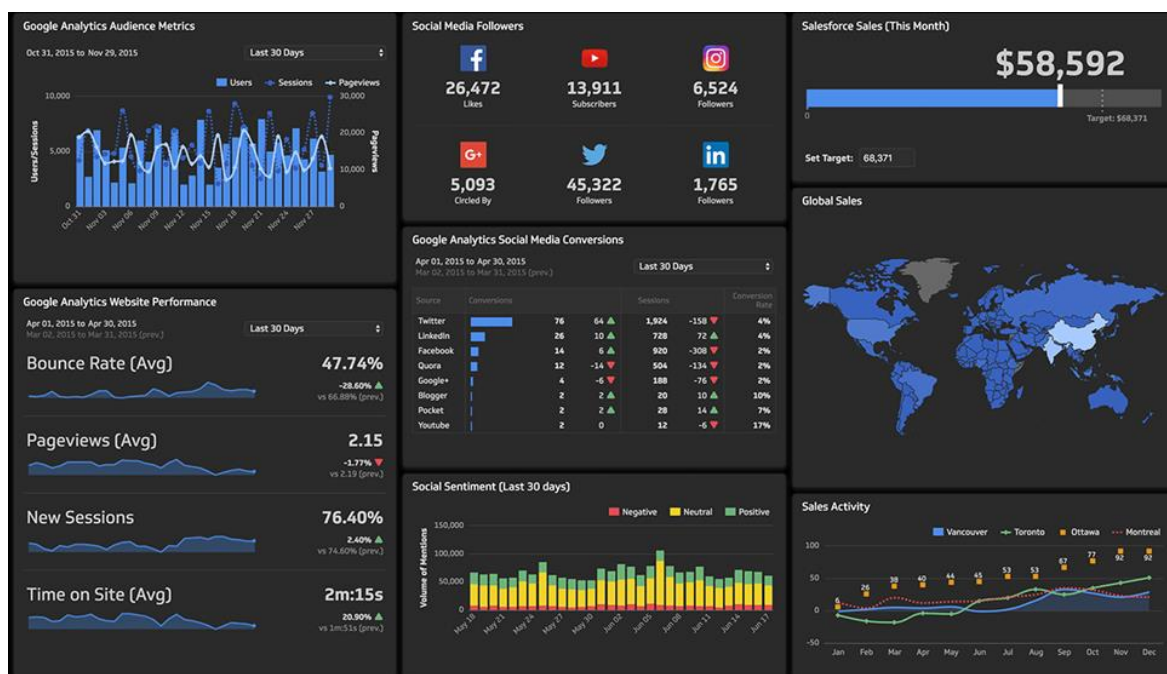 Google Analytics Audience Metrics
Oct 31, 2015 to Nov 29, 2015
Last 30 Days
Users Sessions Pageviews
10,000 30,000
20,000
5,000
10,000
0 0
Users/Sessions
Pageviews
Oct 31 Nov 03 Nov 06 Nov 09 Nov 12 Nov 15 Nov 18 Nov 21 Nov 24 Nov 27
Google Analytics Website Performance
Apr 01, 2015 to Apr 30, 2015
Mar 02, 2015 to Mar 31, 2015 (prev.)
Last 30 Days
Bounce Rate (Avg) 47.74%
-28.60%
vs 66.88% (prev.)
Pageviews (Avg) 2.15
-1.77%
vs 2.19 (prev.)
New Sessions 76.40%
2.40%
vs 74.60% (prev.)
Time on Site (Avg) 2m:15s
20.90%
vs 1m:51s (prev.)
Social Media Followers
26,472 13,911 6,524
Likes Subscribers Followers
G+ in
5,093 45,322 1,765
Circled By Followers Followers
Google Analytics Social Media Conversions
Apr 01, 2015 to Apr 30, 2015
Mar 02, 2015 to Mar 31, 2015 (prev.)
Last 30 Days
Source Conversions Sessions Conversion
Rate
Twitter 76 64 1,924 -158 4%
LinkedIn 26 10 728 72 4%
Facebook 14 6 920 -308 2%
Quora 12 -14 504 -134 2%
Google+ 4 -6 188 -76 2%
Blogger 2 2 20 10 10%
Pocket 2 2 28 14 7%
Youtube 2 0 12 -6 17%
Social Sentiment (Last 30 days)
Negative Neutral Positive
150,000
100,000
50,000
0
Volume of Mentions
May 18 May 21 May 24 May 27 May 30 Jun 02 Jun 05 Jun 08 Jun 11 Jun 14 Jun 17
Salesforce Sales (This Month)
$58,592
0
Target: $68,371
Set Target: 68,371
Global Sales
Sales Activity
Vancouver Toronto Ottawa Montreal
100
50
0
-50
6 26 38 40 44 45 53 53 67 77 92 92
Jan Feb Mar Apr May Jun Jul Aug Sep Oct Nov Dec